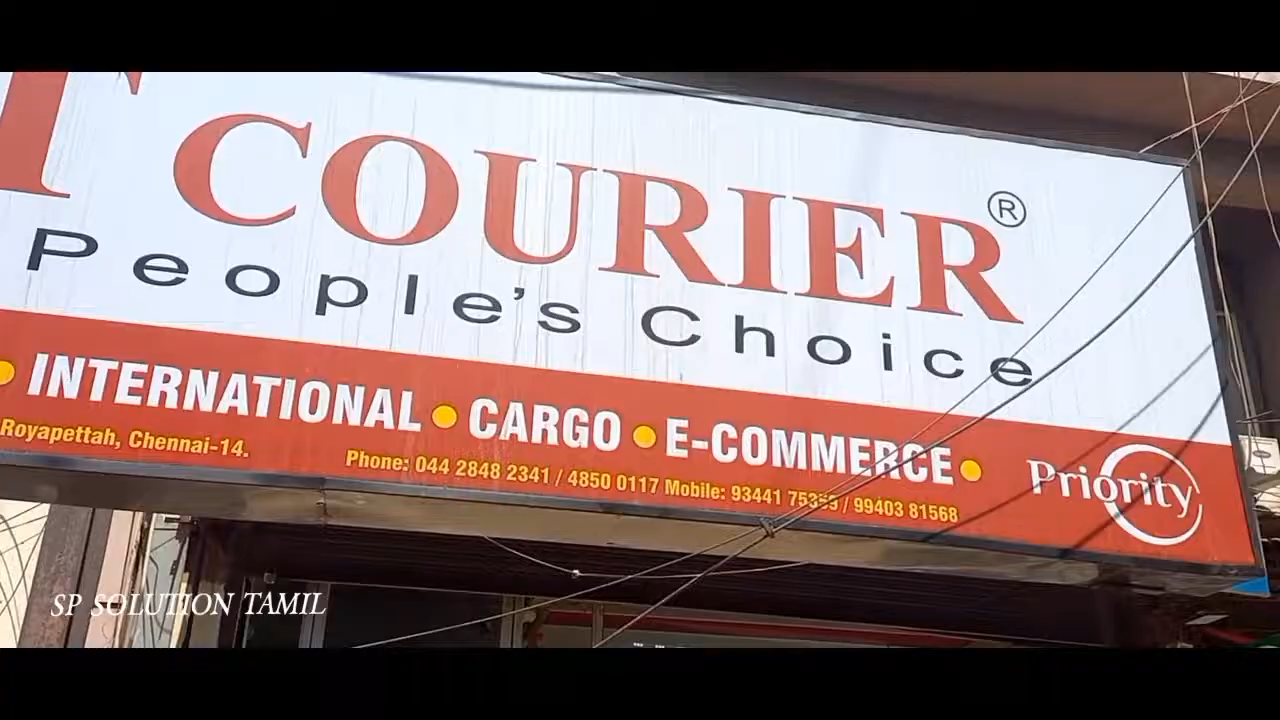 T COURIER ®
People's Choice
• INTERNATIONAL • CARGO • E-COMMERCE •
Priority
Royapettah, Chennai-14.
Phone: 044 2848 2341 / 4850 0117 Mobile: 93441 75359 / 99403 81568
SP SOLUTION TAMIL